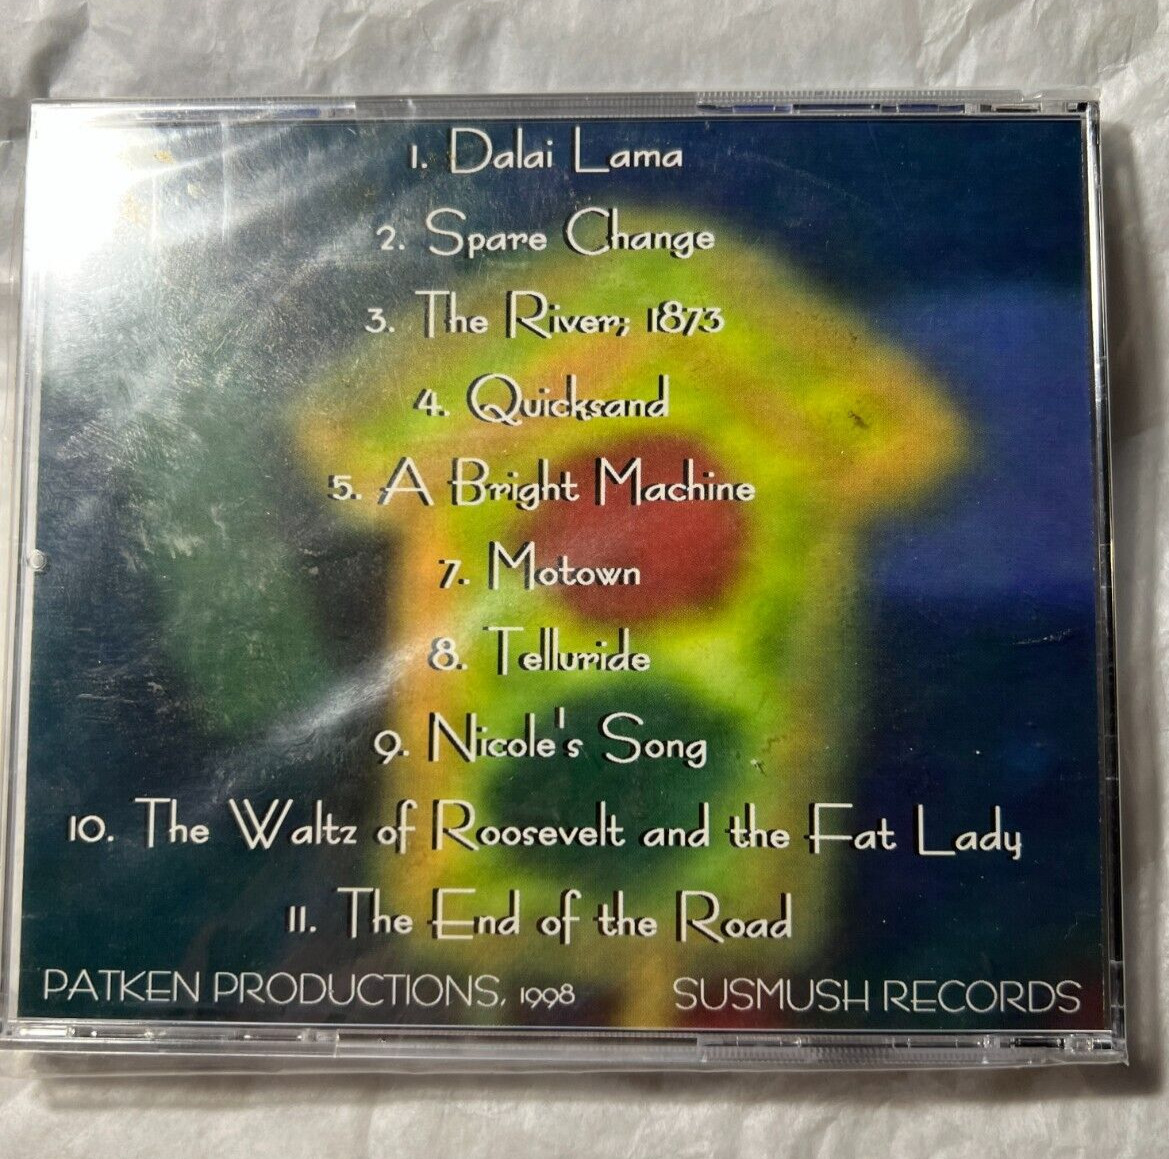 1. Dalai Lama
2. Spare Change
3. The River; 1873
4. Quicksand
5. A Bright Machine
7. Motown
8. Telluride
9. Nicole's Song
10. The Waltz of Roosevelt and the Fat Lady
11. The End of the Road
PATKEN PRODUCTIONS, 1998 SUSMUSH RECORDS